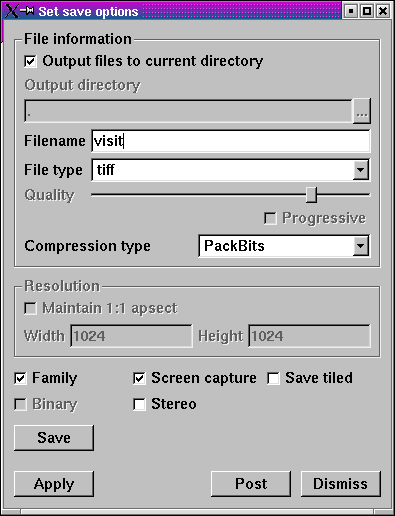 Set save options
File information
Output files to current directory
Output directory
. ...
Filename visit
File type tiff
Quality
Progressive
Compression type PackBits
Resolution
Maintain 1:1 apsect
Width 1024 Height 1024
Family Screen capture Save tiled
Binary Stereo
Save
Apply Post Dismiss